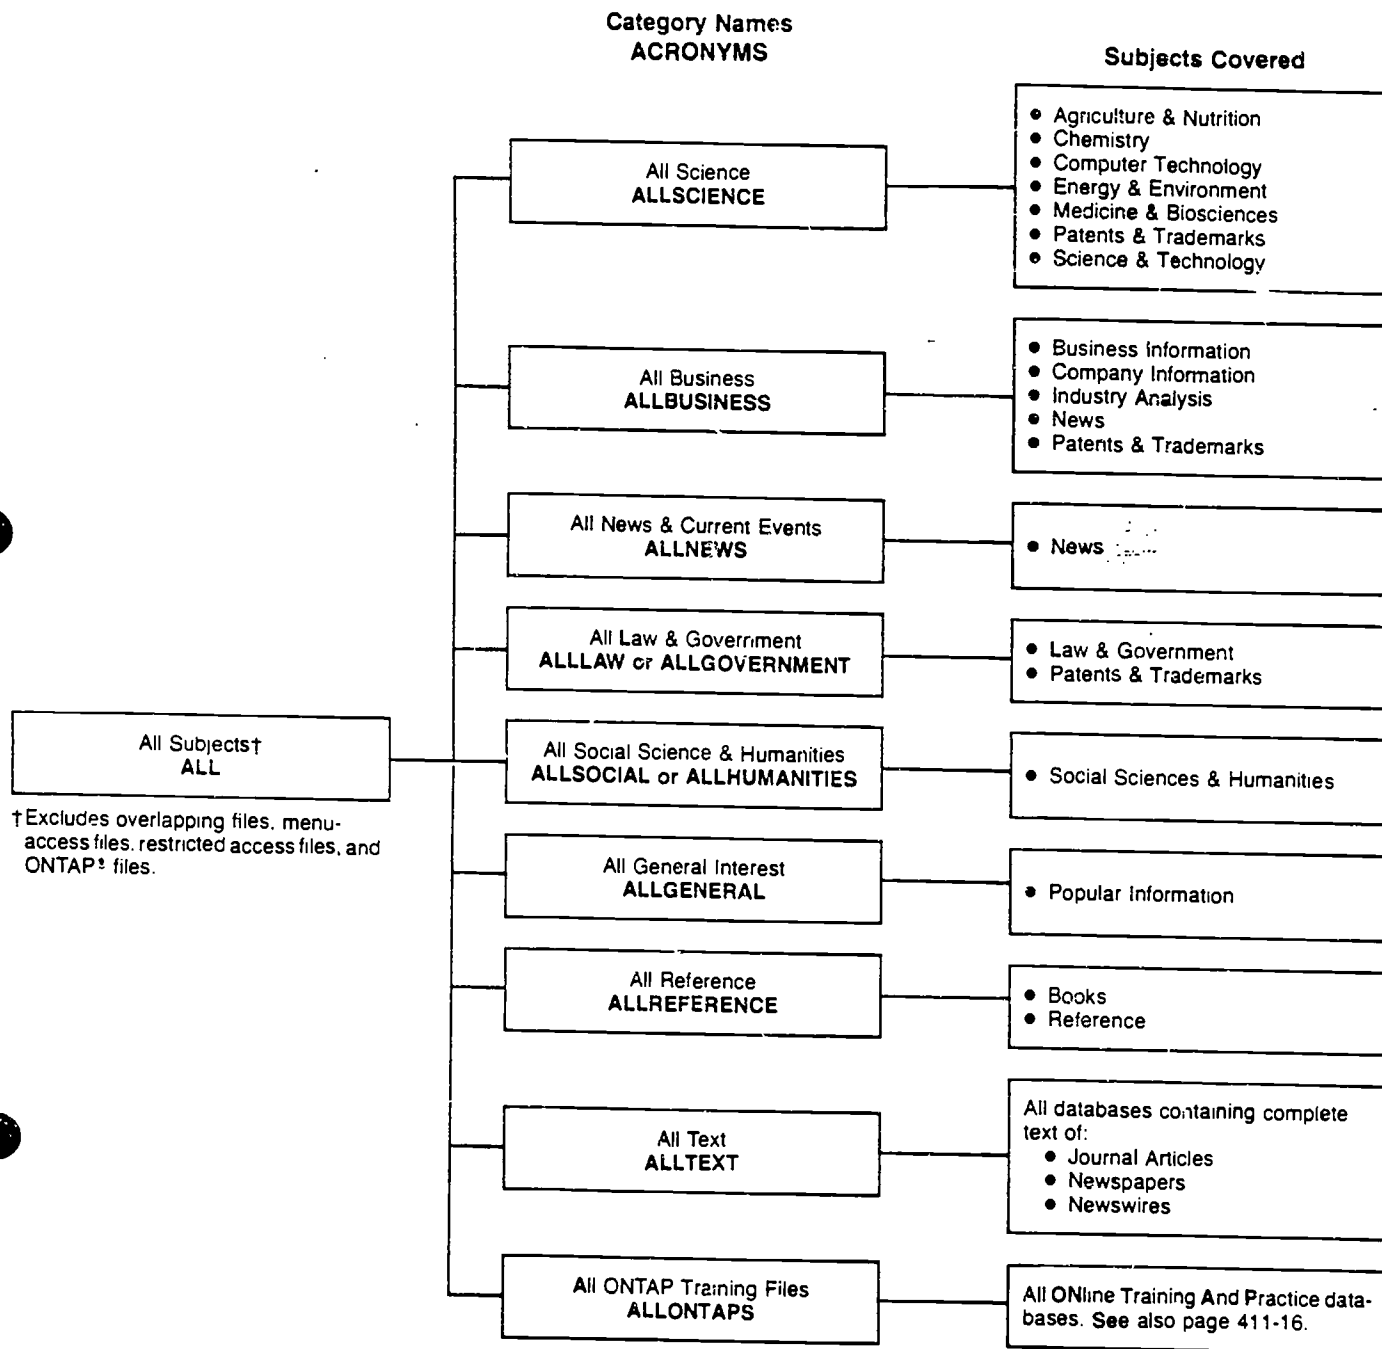 Category Names
ACRONYMS
Subjects Covered
All Science
ALLSCIENCE
• Agriculture & Nutrition
• Chemistry
• Computer Technology
• Energy & Environment
• Medicine & Biosciences
• Patents & Trademarks
• Science & Technology
All Business
ALLBUSINESS
• Business Information
• Company Information
• Industry Analysis
• News
• Patents & Trademarks
All News & Current Events
ALLNEWS
• News
All Law & Government
ALLLAW or ALLGOVERNMENT
• Law & Government
• Patents & Trademarks
All Subjects†
ALL
†Excludes overlapping files, menu-
access files, restricted access files, and
ONTAP® files.
All Social Science & Humanities
ALLSOCIAL or ALLHUMANITIES
• Social Sciences & Humanities
All General Interest
ALLGENERAL
• Popular Information
All Reference
ALLREFERENCE
• Books
• Reference
All Text
ALLTEXT
All databases containing complete
text of:
• Journal Articles
• Newspapers
• Newswires
All ONTAP Training Files
ALLONTAPS
All ONline Training And Practice data-
bases. See also page 411-16.